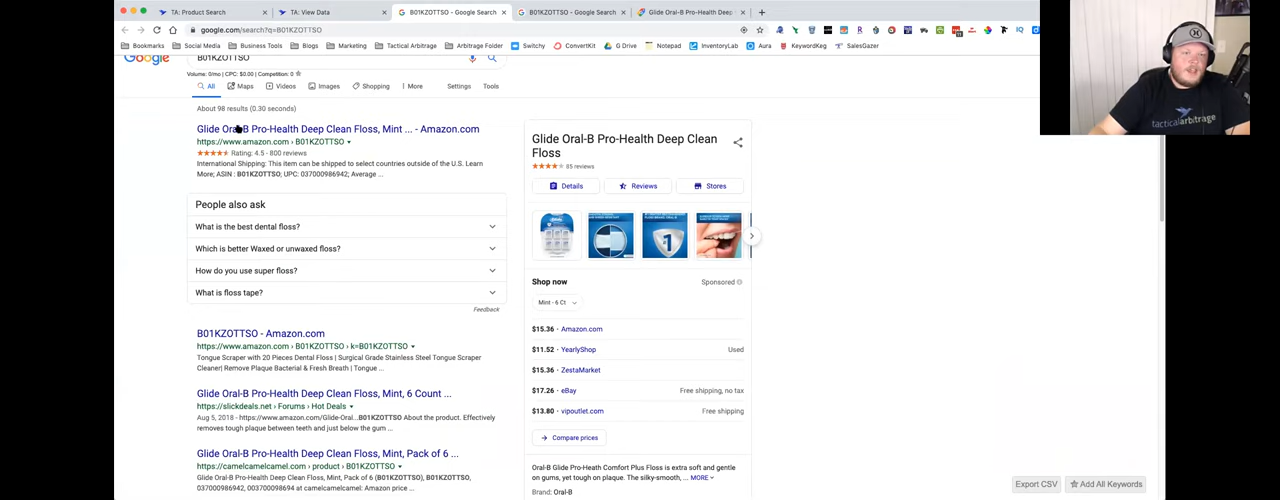 TA: Product Search
TA: View Data
B01KZOTTSO - Google Search
B01KZOTTSO - Google Search
Glide Oral-B Pro-Health Deep
google.com/search?q=B01KZOTTSO
Bookmarks
Social Media
Business Tools
Blogs
Marketing
Tactical Arbitrage
Arbitrage Folder
Switchy
ConvertKit
G Drive
Notepad
InventoryLab
Aura
KeywordKeg
SalesGazer
Google
B01KZOTTSO
Volume: 0/mo | CPC: $0.00 | Competition: 0
All
Maps
Videos
Images
Shopping
More
Settings
Tools
About 98 results (0.30 seconds)
Glide Oral-B Pro-Health Deep Clean Floss, Mint ... - Amazon.com
https://www.amazon.com › B01KZOTTSO
Rating: 4.5 - 800 reviews
International Shipping: This item can be shipped to select countries outside of the U.S. Learn
More; ASIN : B01KZOTTSO; UPC: 037000986942; Average ...
People also ask
What is the best dental floss?
Which is better Waxed or unwaxed floss?
How do you use super floss?
What is floss tape?
Feedback
B01KZOTTSO - Amazon.com
https://www.amazon.com › B01KZOTTSO › k=B01KZOTTSO
Tongue Scraper with 20 Pieces Dental Floss | Surgical Grade Stainless Steel Tongue Scraper
Cleaner| Remove Plaque Bacterial & Fresh Breath | Tongue ...
Glide Oral-B Pro-Health Deep Clean Floss, Mint, 6 Count ...
https://slickdeals.net › Forums › Hot Deals
Aug 5, 2018 - https://www.amazon.com/Glide-Oral...B01KZOTTSO About the product. Effectively
removes tough plaque between teeth and just below the gum ...
Glide Oral-B Pro-Health Deep Clean Floss, Mint, Pack of 6 ...
https://camelcamelcamel.com › product › B01KZOTTSO
Glide Oral-B Pro-Health Deep Clean Floss, Mint, Pack of 6 (B01KZOTTSO), B01KZOTTSO,
037000986942, 0037000098694 at camelcamelcamel: Amazon price ...
Glide Oral-B Pro-Health Deep Clean
Floss
85 reviews
Details
Reviews
Stores
1
Shop now
Sponsored
Mint - 6 Ct
$15.36 · Amazon.com
$11.52 · YearlyShop
Used
$15.36 · ZestaMarket
$17.26 · eBay
Free shipping, no tax
$13.80 · vipoutlet.com
Free shipping
Compare prices
Oral-B Glide Pro-Heath Comfort Plus Floss is extra soft and gentle
on gums, yet tough on plaque. The silky-smooth, ... MORE
Brand: Oral-B
Export CSV
Add All Keywords
tacticalarbitrage